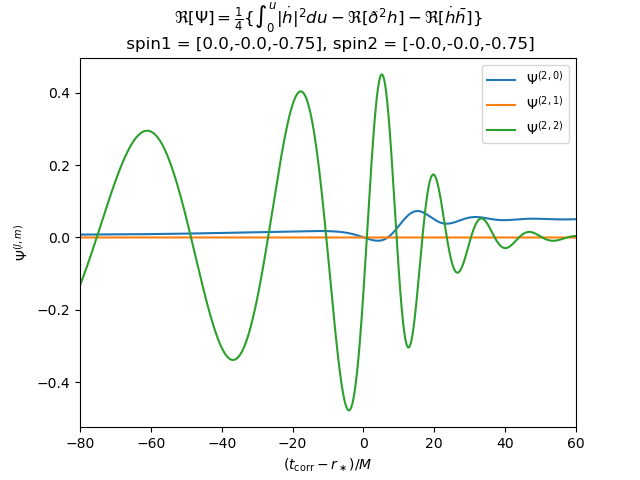 ℜ[Ψ] = 1/4{∫₀ᵘ|ḣ|²du − ℜ[ð̄²h] − ℜ[ḣh̄]}
spin1 = [0.0,-0.0,-0.75], spin2 = [-0.0,-0.0,-0.75]
Ψ⁽²,⁰⁾
Ψ⁽²,¹⁾
Ψ⁽²,²⁾
0.4
0.2
0.0
−0.2
−0.4
Ψ⁽ˡ,ᵐ⁾
−80 −60 −40 −20 0 20 40 60
(t_corr − r_∗)/M